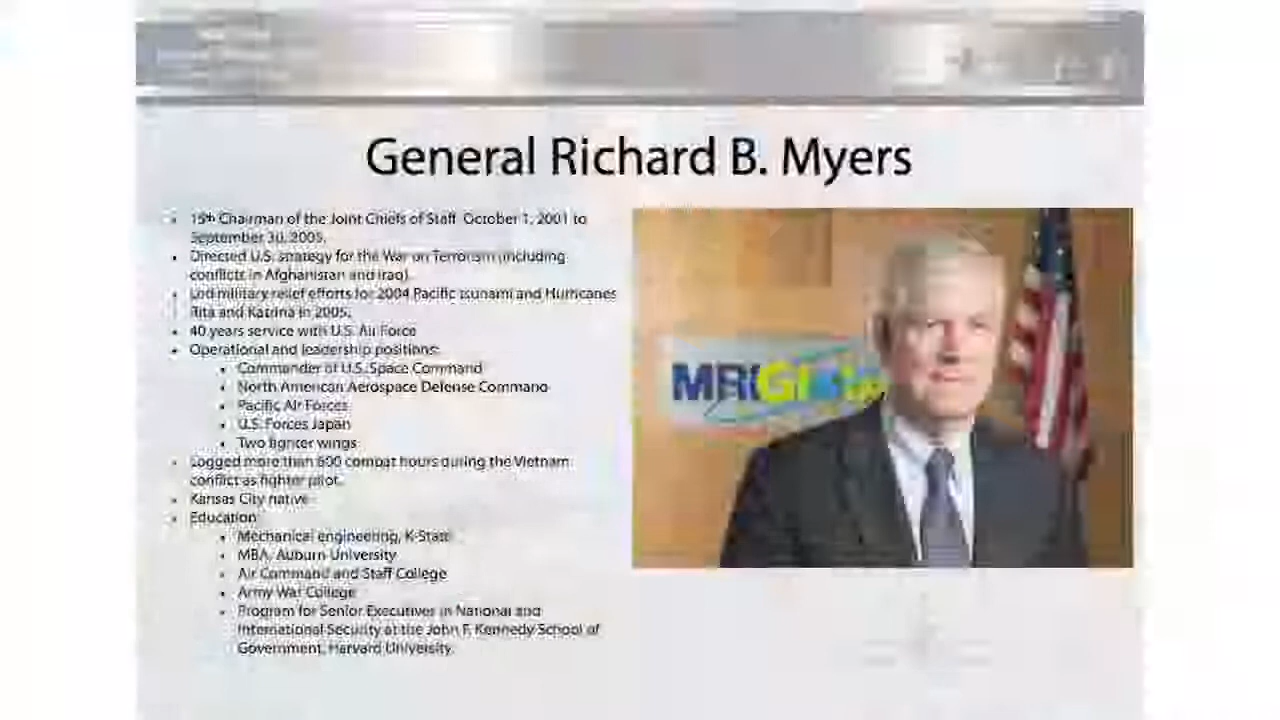 General Richard B. Myers
15th Chairman of the Joint Chiefs of Staff October 1, 2001 to
September 30, 2005.
Directed U.S. strategy for the War on Terrorism (including
conflicts in Afghanistan and Iraq).
Led military relief efforts for 2004 Pacific tsunami and Hurricanes
Rita and Katrina in 2005.
40 years service with U.S. Air Force
Operational and leadership positions:
Commander of U.S. Space Command
North American Aerospace Defense Command
Pacific Air Forces
U.S. Forces Japan
Two fighter wings
Logged more than 600 combat hours during the Vietnam
conflict as fighter pilot.
Kansas City native
Education
Mechanical engineering, K-State
MBA, Auburn University
Air Command and Staff College
Army War College
Program for Senior Executives in National and
International Security at the John F. Kennedy School of
Government, Harvard University.
MRIGlobal